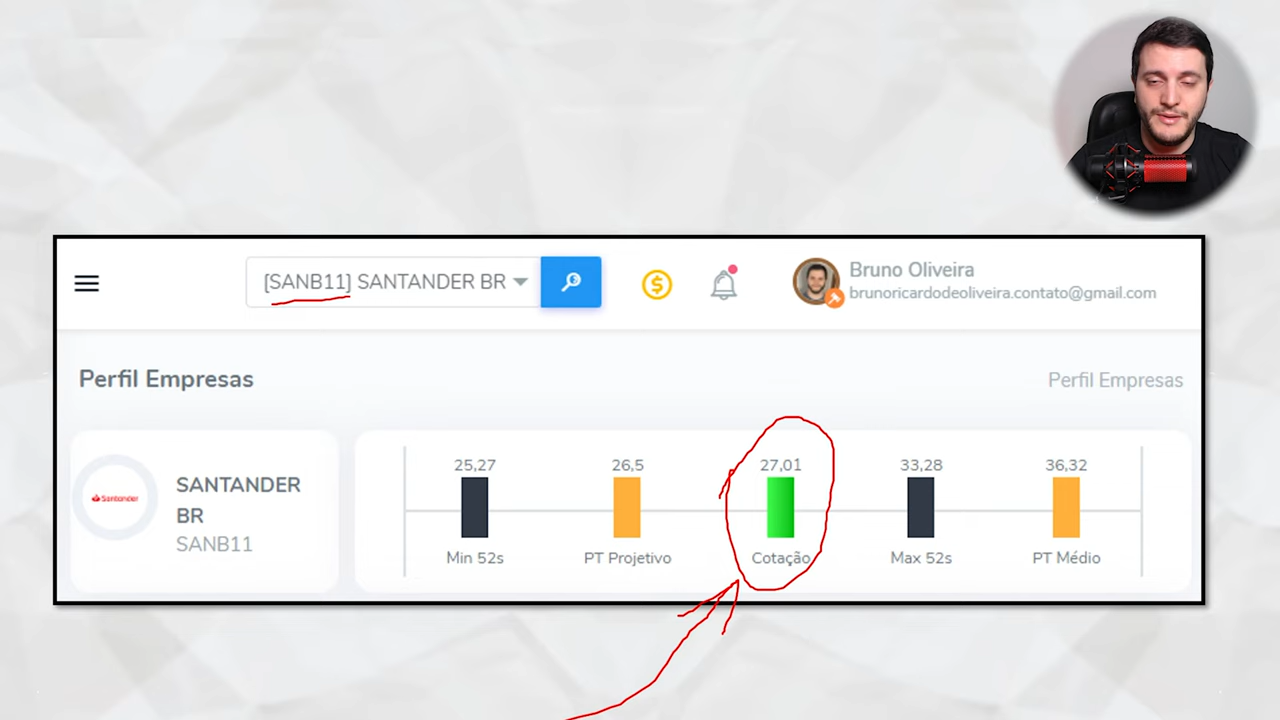 [SANB11] SANTANDER BR
Bruno Oliveira
brunoricardodeoliveira.contato@gmail.com
Perfil Empresas
Perfil Empresas
Santander
SANTANDER
BR
SANB11
25,27
26,5
27,01
33,28
36,32
Min 52s
PT Projetivo
Cotação
Max 52s
PT Médio